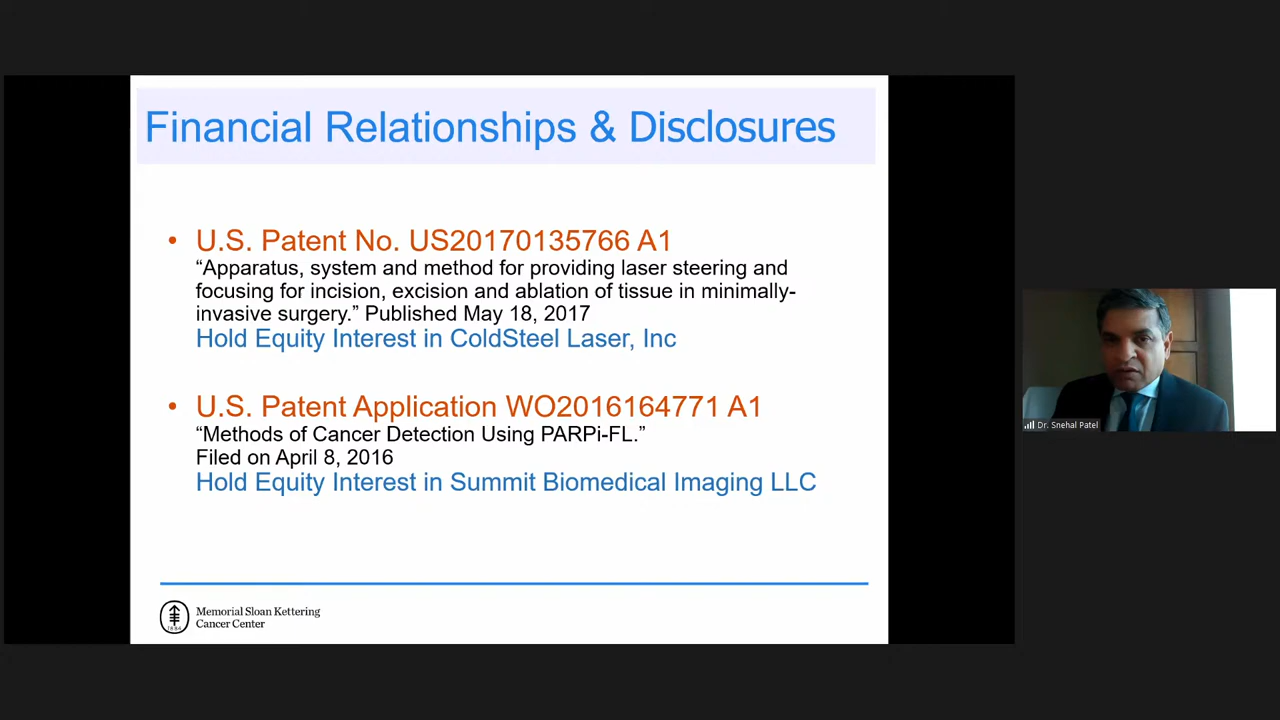 Financial Relationships & Disclosures
• U.S. Patent No. US20170135766 A1
“Apparatus, system and method for providing laser steering and
focusing for incision, excision and ablation of tissue in minimally-
invasive surgery.” Published May 18, 2017
Hold Equity Interest in ColdSteel Laser, Inc
• U.S. Patent Application WO2016164771 A1
“Methods of Cancer Detection Using PARPi-FL.”
Filed on April 8, 2016
Hold Equity Interest in Summit Biomedical Imaging LLC
Memorial Sloan Kettering
Cancer Center
Dr. Snehal Patel